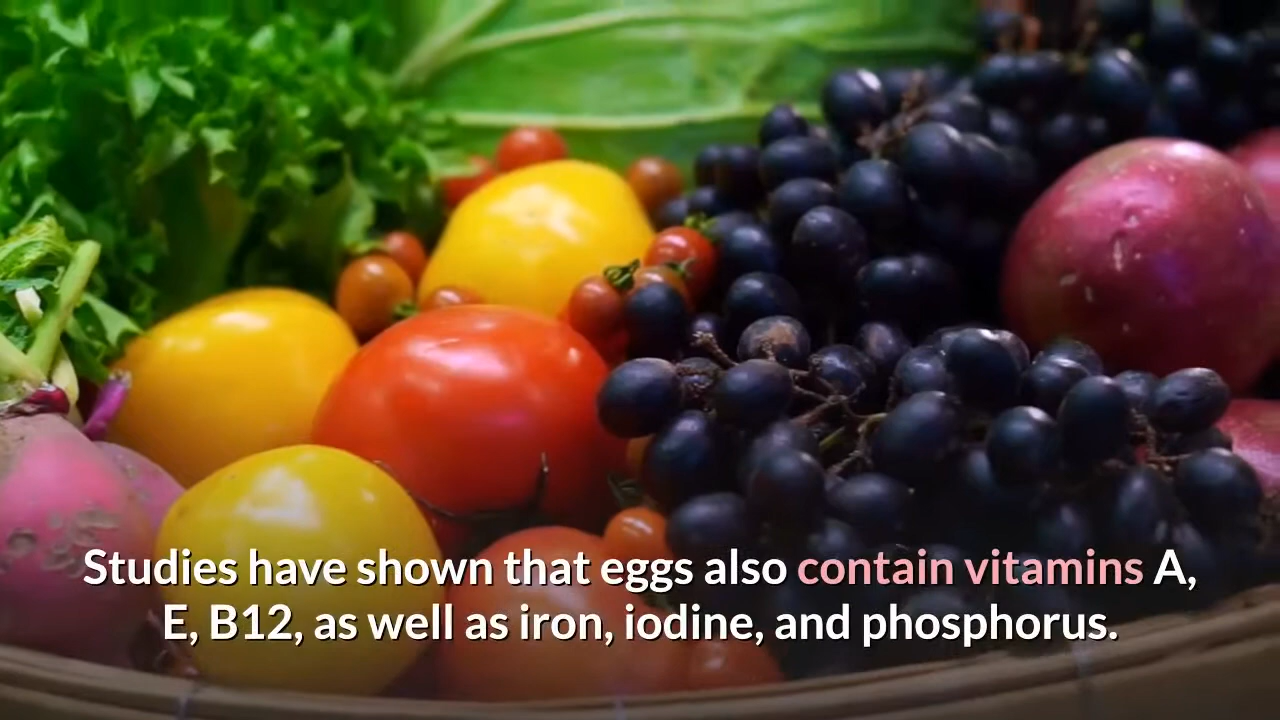 Studies have shown that eggs also contain vitamins A,
E, B12, as well as iron, iodine, and phosphorus.